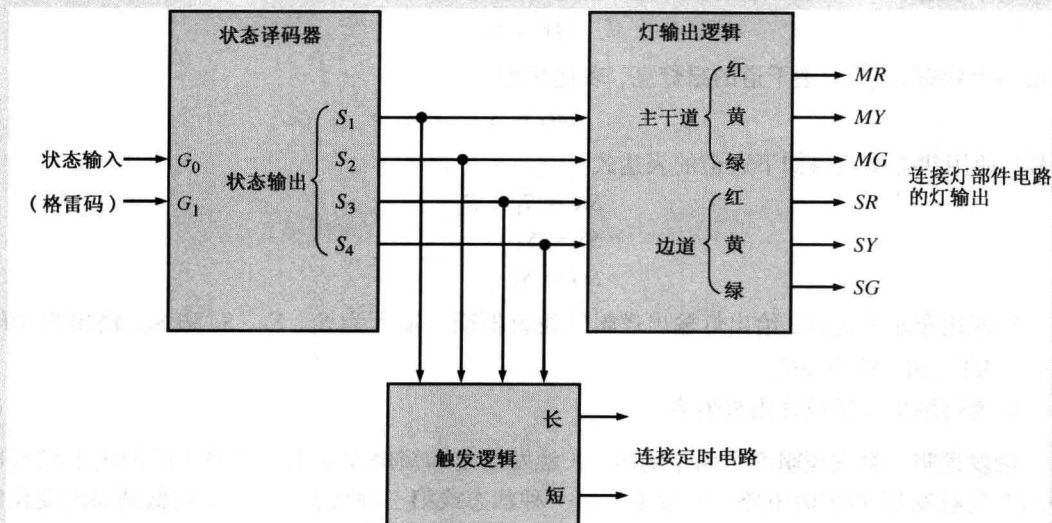 状态译码器
灯输出逻辑
红
MR
主干道
黄
MY
绿
MG
红
SR
边道
黄
SY
绿
SG
连接灯部件电路
的灯输出
状态输入
(格雷码)
G0
G1
状态输出
S1
S2
S3
S4
触发逻辑
长
短
连接定时电路